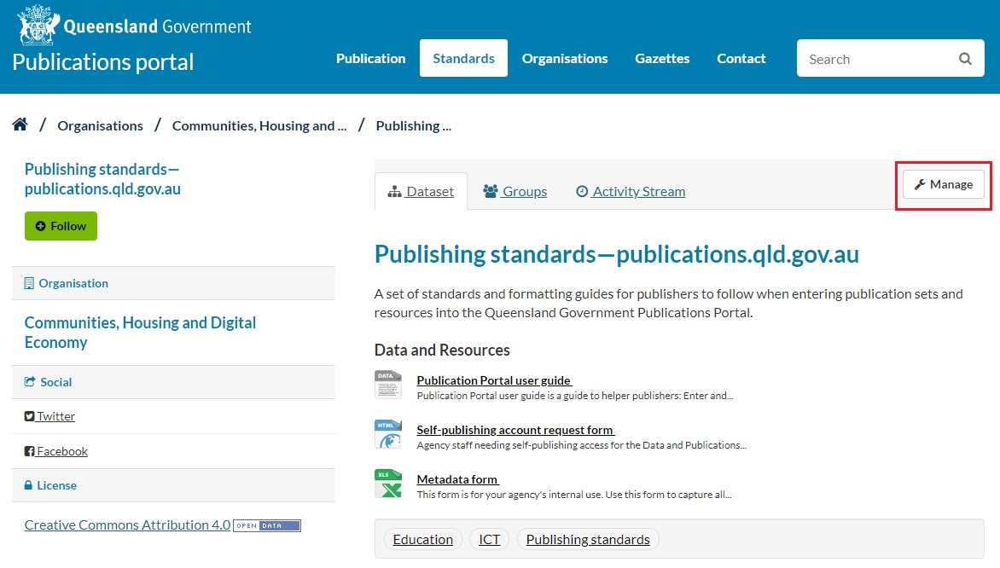 Queensland Government
Publications portal
Publication Standards Organisations Gazettes Contact Search
/ Organisations / Communities, Housing and ... / Publishing ...
Publishing standards—
publications.qld.gov.au
Follow
Organisation
Communities, Housing and Digital
Economy
Social
Twitter
Facebook
License
Creative Commons Attribution 4.0 OPEN DATA
Dataset Groups Activity Stream Manage
Publishing standards—publications.qld.gov.au
A set of standards and formatting guides for publishers to follow when entering publication sets and
resources into the Queensland Government Publications Portal.
Data and Resources
DATA
Publication Portal user guide
Publication Portal user guide is a guide to helper publishers: Enter and...
HTML
Self-publishing account request form
Agency staff needing self-publishing access for the Data and Publications...
XLS
Metadata form
This form is for your agency's internal use. Use this form to capture all...
Education ICT Publishing standards